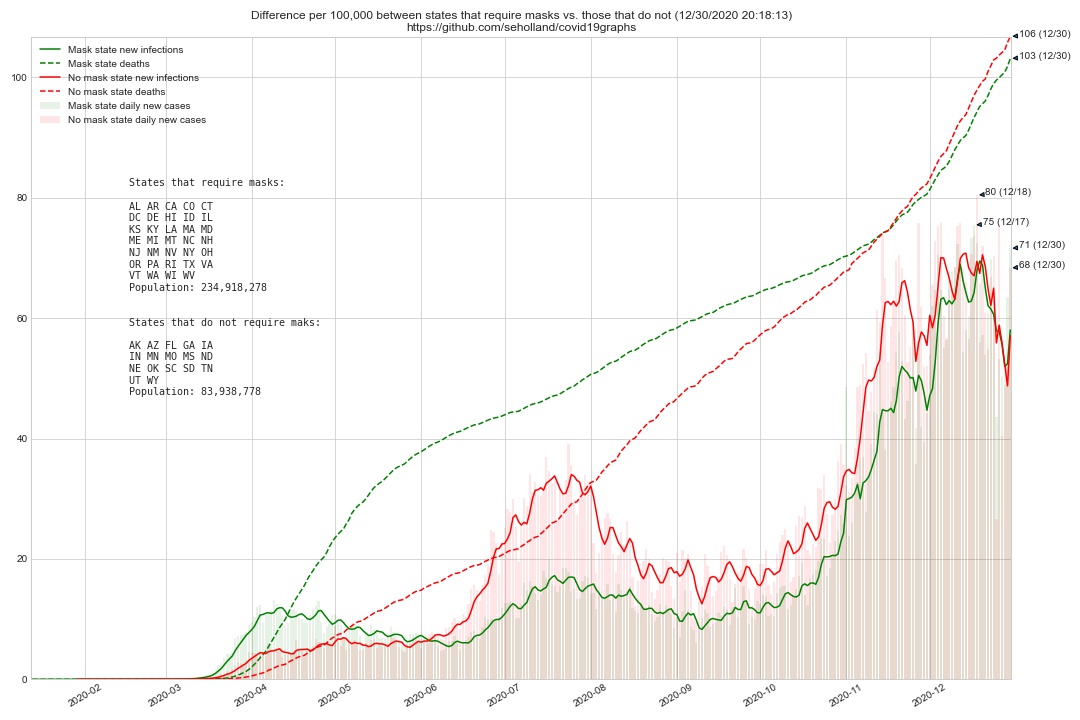 Difference per 100,000 between states that require masks vs. those that do not (12/30/2020 20:18:13)
https://github.com/seholland/covid19graphs
Mask state new infections
Mask state deaths
No mask state new infections
No mask state deaths
Mask state daily new cases
No mask state daily new cases
States that require masks:
AL AR CA CO CT
DC DE HI ID IL
KS KY LA MA MD
ME MI MT NC NH
NJ NM NV NY OH
OR PA RI TX VA
VT WA WI WV
Population: 234,918,278
States that do not require maks:
AK AZ FL GA IA
IN MN MO MS ND
NE OK SC SD TN
UT WY
Population: 83,938,778
106 (12/30)
103 (12/30)
80 (12/18)
75 (12/17)
71 (12/30)
68 (12/30)
100
80
60
40
20
0
2020-02
2020-03
2020-04
2020-05
2020-06
2020-07
2020-08
2020-09
2020-10
2020-11
2020-12